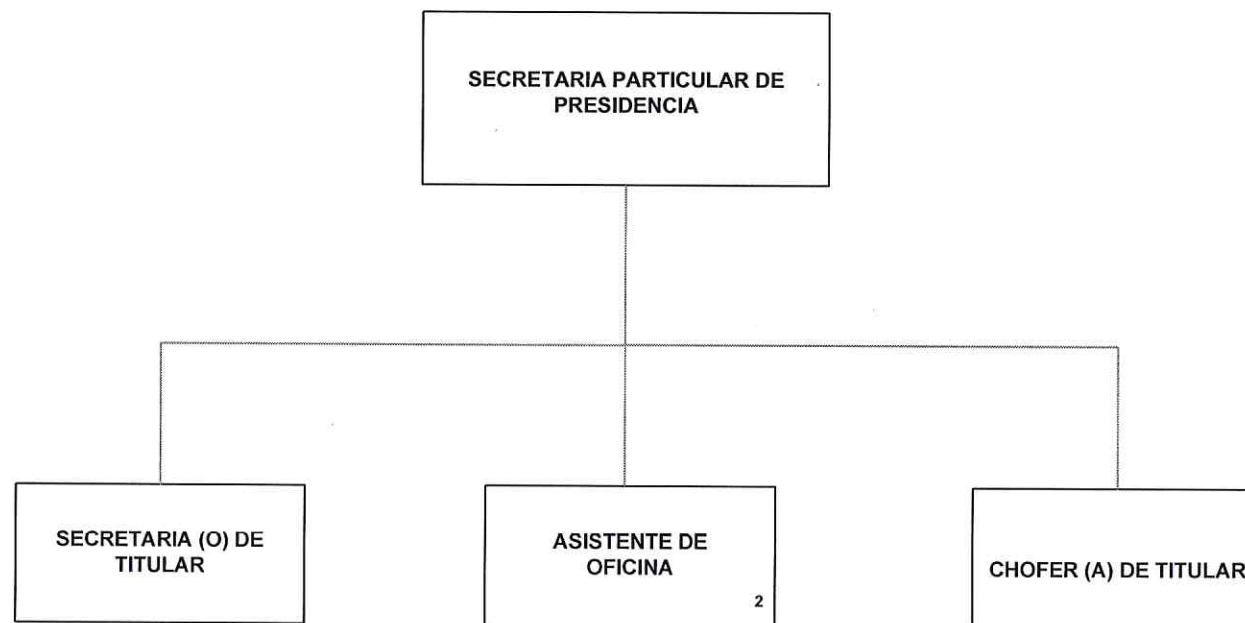 SECRETARIA PARTICULAR DE
PRESIDENCIA
SECRETARIA (O) DE
TITULAR
ASISTENTE DE
OFICINA
2
CHOFER (A) DE TITULAR